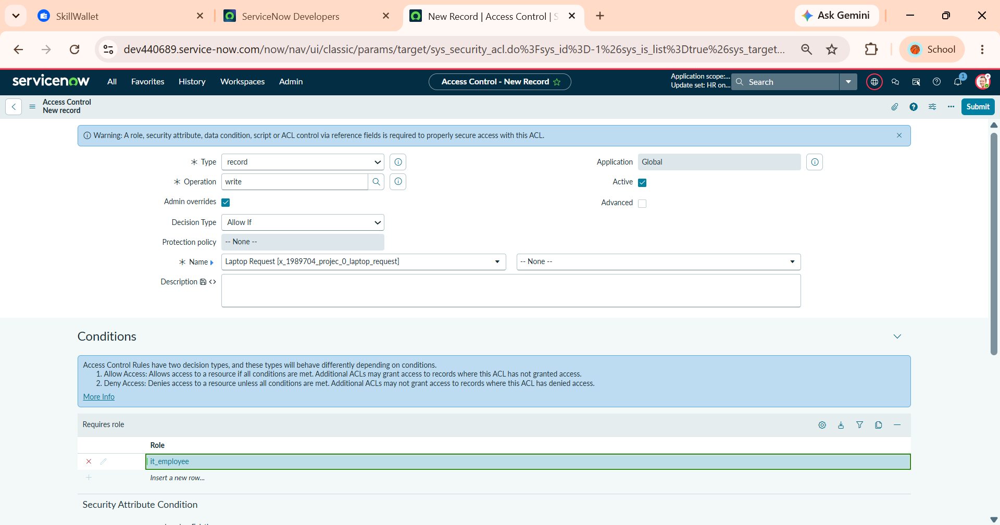 SkillWallet
ServiceNow Developers
New Record | Access Control | S
Ask Gemini
dev440689.service-now.com/now/nav/ui/classic/params/target/sys_security_acl.do%3Fsys_id%3D-1%26sys_is_list%3Dtrue%26sys_target...
School
servicenow
All
Favorites
History
Workspaces
Admin
Access Control - New Record
Application scope:...
Update set: HR on...
Search
1
Access Control
New record
Submit
Warning: A role, security attribute, data condition, script or ACL control via reference fields is required to properly secure access with this ACL.
Type
record
Application
Global
Operation
write
Active
Admin overrides
Advanced
Decision Type
Allow If
Protection policy
-- None --
Name
Laptop Request [x_1989704_projec_0_laptop_request]
-- None --
Description
Conditions
Access Control Rules have two decision types, and these types will behave differently depending on conditions.
1. Allow Access: Allows access to a resource if all conditions are met. Additional ACLs may grant access to records where this ACL has not granted access.
2. Deny Access: Denies access to a resource unless all conditions are met. Additional ACLs may not grant access to records where this ACL has denied access.
More Info
Requires role
Role
it_employee
Insert a new row...
Security Attribute Condition